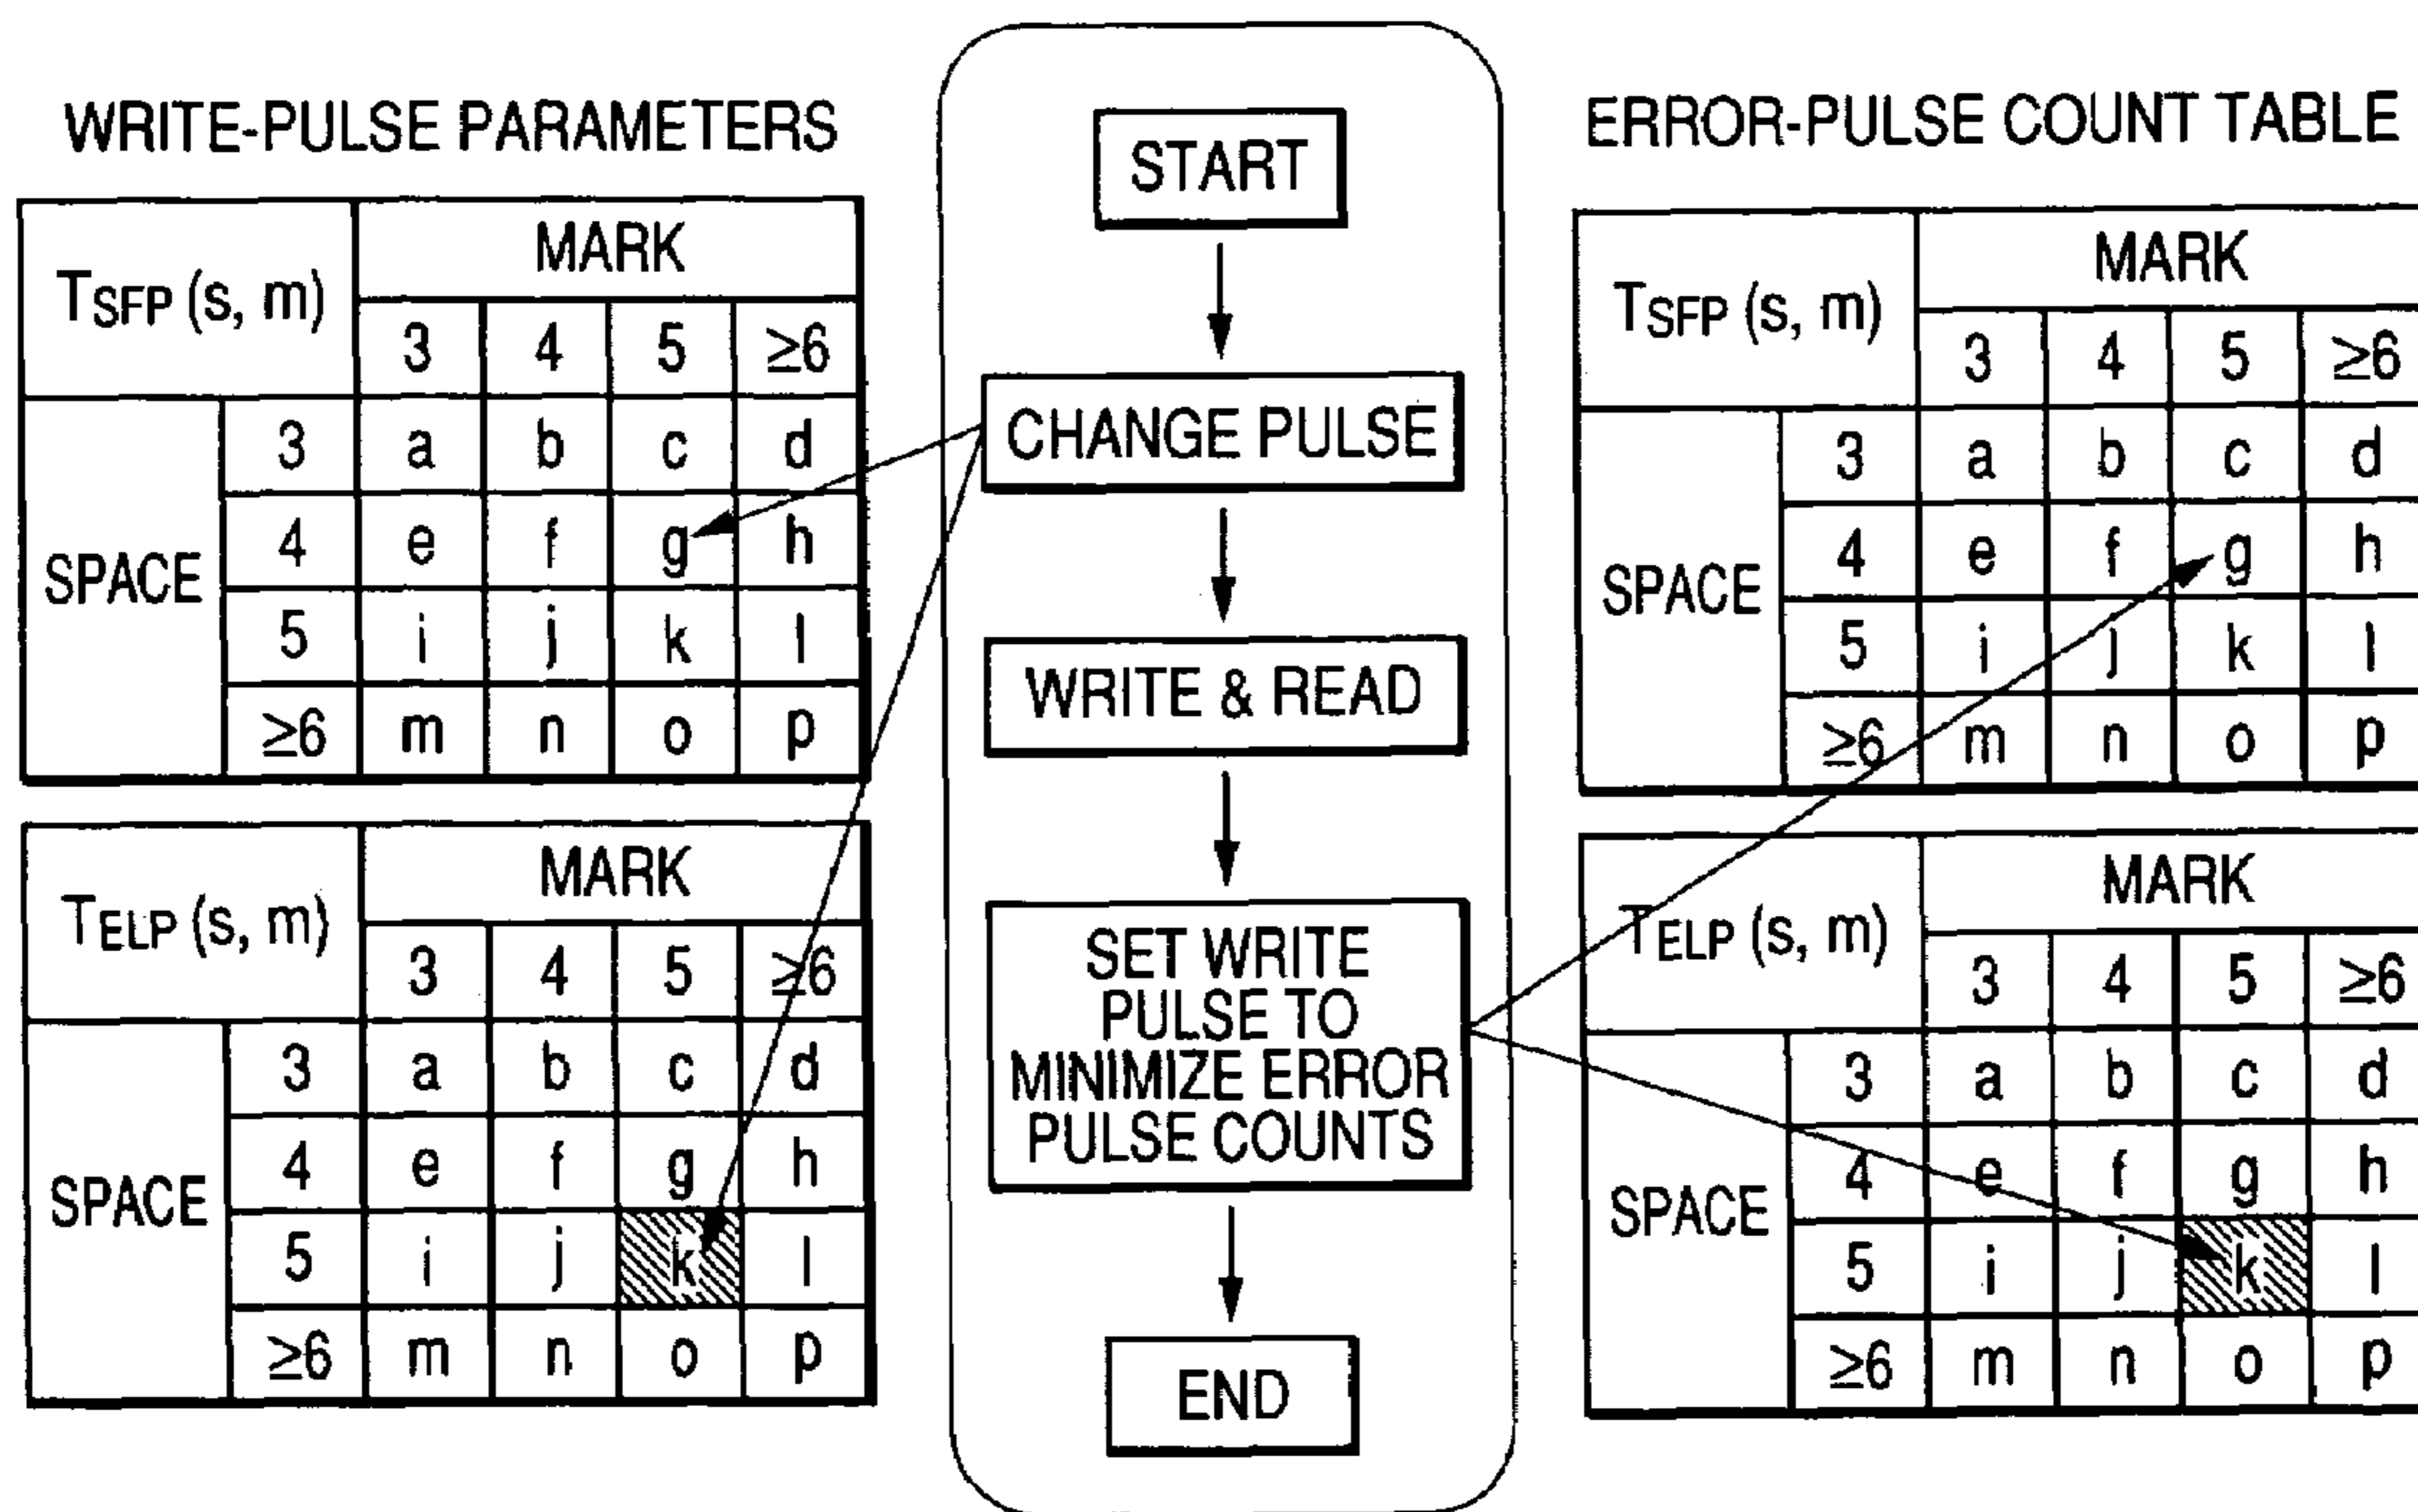 WRITE-PULSE PARAMETERS
TSFP (s, m) MARK
3 4 5 ≥6
SPACE
3 a b c d
4 e f g h
5 i j k l
≥6 m n o p
TELP (s, m) MARK
3 4 5 ≥6
SPACE
3 a b c d
4 e f g h
5 i j k l
≥6 m n o p
START
CHANGE PULSE
WRITE & READ
SET WRITE
PULSE TO
MINIMIZE ERROR
PULSE COUNTS
END
ERROR-PULSE COUNT TABLE
TSFP (s, m) MARK
3 4 5 ≥6
SPACE
3 a b c d
4 e f g h
5 i j k l
≥6 m n o p
TELP (s, m) MARK
3 4 5 ≥6
SPACE
3 a b c d
4 e f g h
5 i j k l
≥6 m n o p